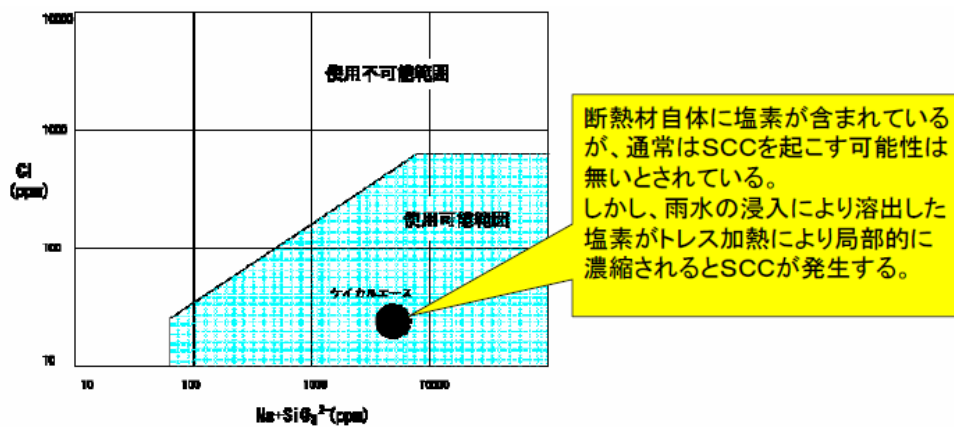 10000
使用不可能範囲
1000
Cl
(ppm)
使用可能範囲
100
ケイカルエース
10
10
100
1000
10000
Na+SiO₃²⁻(ppm)
断熱材自体に塩素が含まれている
が、通常はSCCを起こす可能性は
無いとされている。
しかし、雨水の浸入により溶出した
塩素がトレス加熱により局部的に
濃縮されるとSCCが発生する。